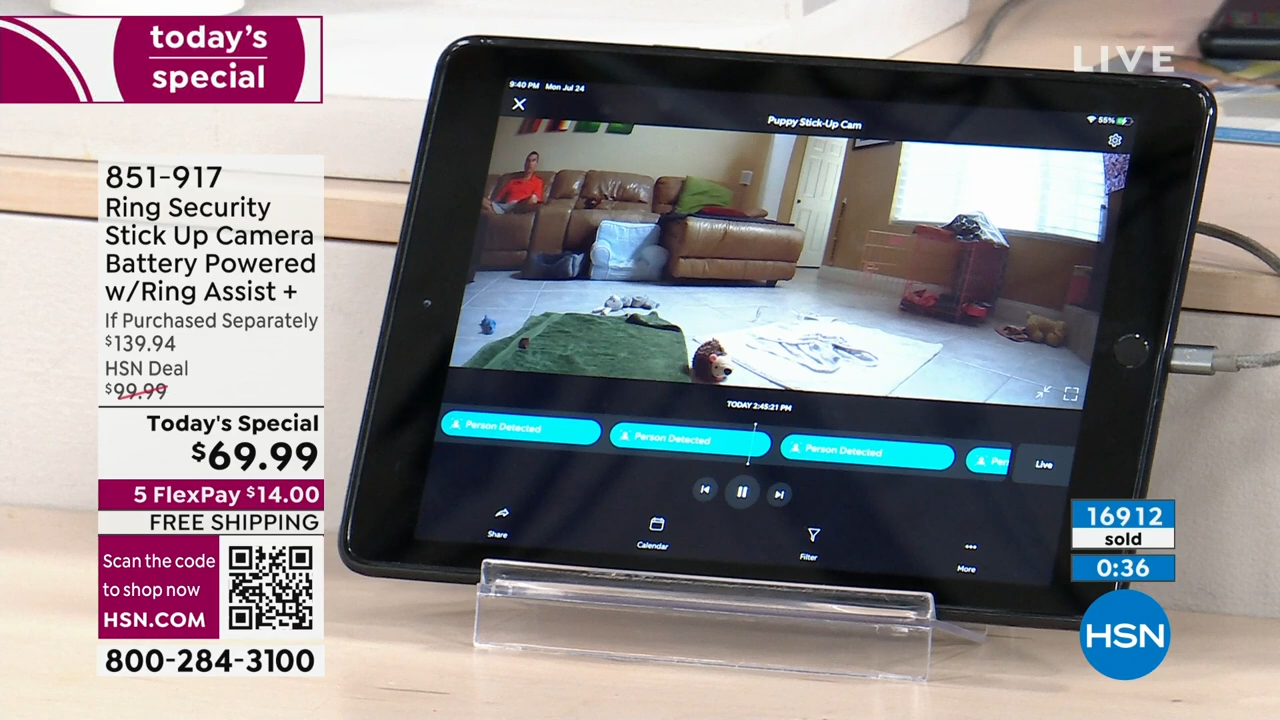 today's
special
LIVE
851-917
Ring Security
Stick Up Camera
Battery Powered
w/Ring Assist +
If Purchased Separately
$139.94
HSN Deal
$99.99
Today's Special
$69.99
5 FlexPay $14.00
FREE SHIPPING
Scan the code
to shop now
HSN.COM
800-284-3100
9:40 PM Mon Jul 24
55%
Puppy Stick-Up Cam
TODAY 2:45:21 PM
Person Detected
Person Detected
Person Detected
Per
Live
Share
Calendar
Filter
More
16912
sold
0:36
HSN